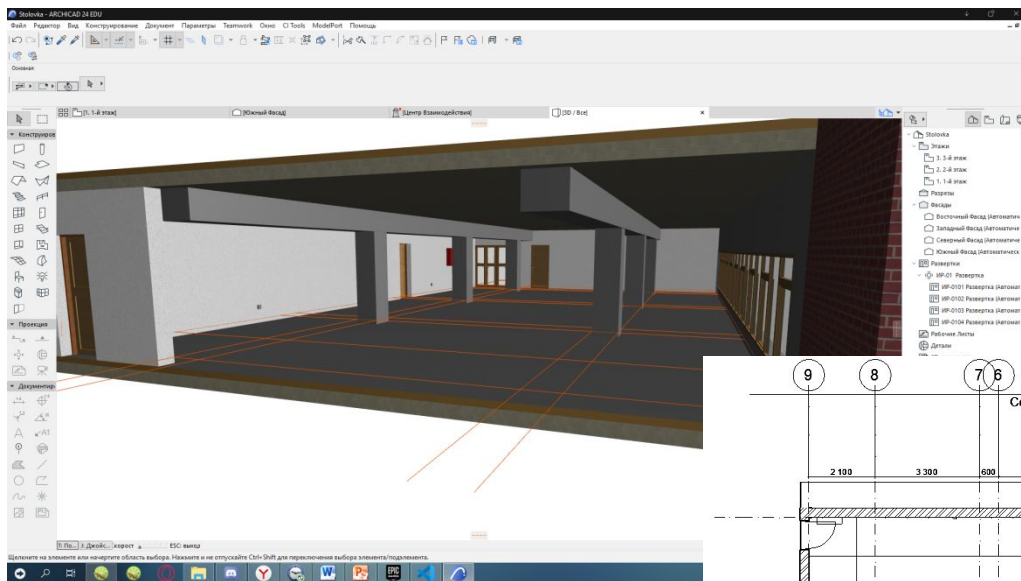 Stolovka - ARCHICAD 24 EDU
Файл Редактор Вид Конструирование Документ Параметры Teamwork Окно CI Tools ModelPort Помощь
Основная
[1. 1-й этаж]
[Южный Фасад]
[Центр Взаимодействия]
[3D / Все]
Конструиров
Проекция
Документир
A1
Stolovka
Этажи
3. 3-й этаж
2. 2-й этаж
1. 1-й этаж
Разрезы
Фасады
Восточный Фасад (Автоматич
Западный Фасад (Автоматиче
Северный Фасад (Автоматиче
Южный Фасад (Автоматическ
Развертки
ИР-01 Развертка
ИР-0101 Развертка (Автомат
ИР-0102 Развертка (Автомат
ИР-0103 Развертка (Автомат
ИР-0104 Развертка (Автомат
Рабочие Листы
Детали
9 8 7 6
2 100 3 300 600
П: По... Д: Джойс... корост ESC: выход
Щелкните на элементе или начертите область выбора. Нажмите и не отпускайте Ctrl+Shift для переключения выбора элемента/подэлемента.